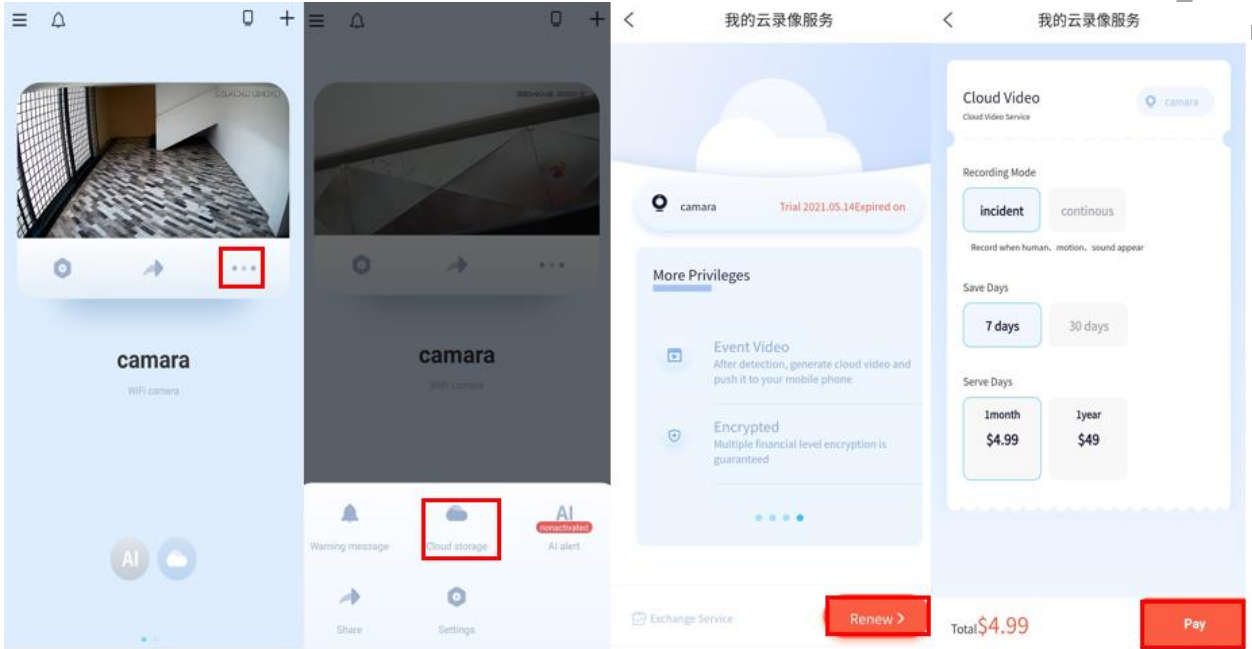 camara
WiFi camera
camara
WiFi camera
Warning message
Cloud storage
AI
nonactivated
AI alert
Share
Settings
我的云录像服务
camara
Trial 2021.05.14Expired on
More Privileges
Event Video
After detection, generate cloud video and
push it to your mobile phone
Encrypted
Multiple financial level encryption is
guaranteed
Exchange Service
Renew >
我的云录像服务
Cloud Video
camara
Cloud Video Service
Recording Mode
incident
continous
Record when human、motion、sound appear
Save Days
7 days
30 days
Serve Days
1month
1year
$4.99
$49
Total$4.99
Pay
AI